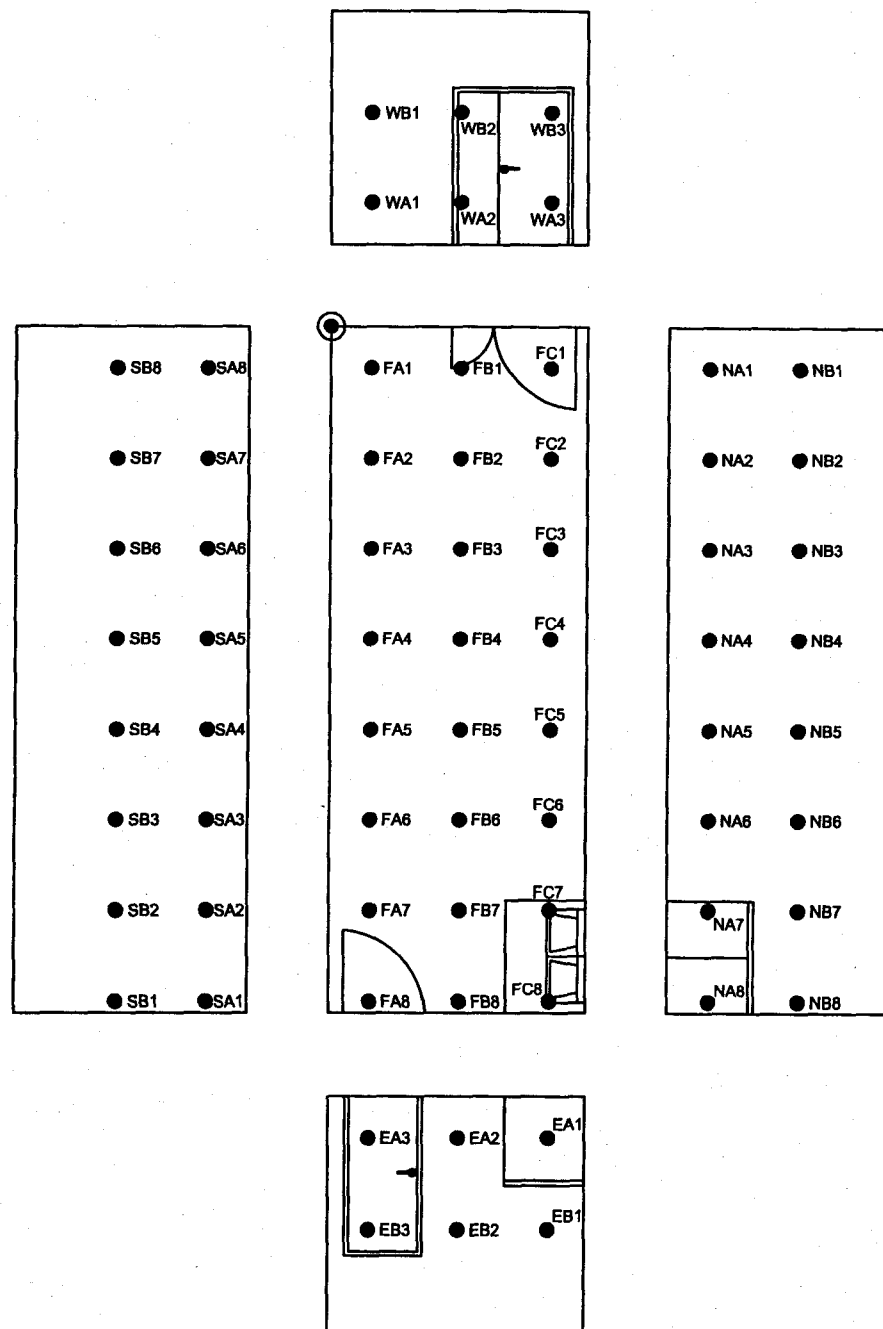 WB1 WB2 WB3
WA1 WA2 WA3
SB8 SA8 FA1 FB1 FC1 NA1 NB1
SB7 SA7 FA2 FB2 FC2 NA2 NB2
SB6 SA6 FA3 FB3 FC3 NA3 NB3
SB5 SA5 FA4 FB4 FC4 NA4 NB4
SB4 SA4 FA5 FB5 FC5 NA5 NB5
SB3 SA3 FA6 FB6 FC6 NA6 NB6
SB2 SA2 FA7 FB7 FC7 NA7 NB7
SB1 SA1 FA8 FB8 FC8 NA8 NB8
EA3 EA2 EA1
EB3 EB2 EB1